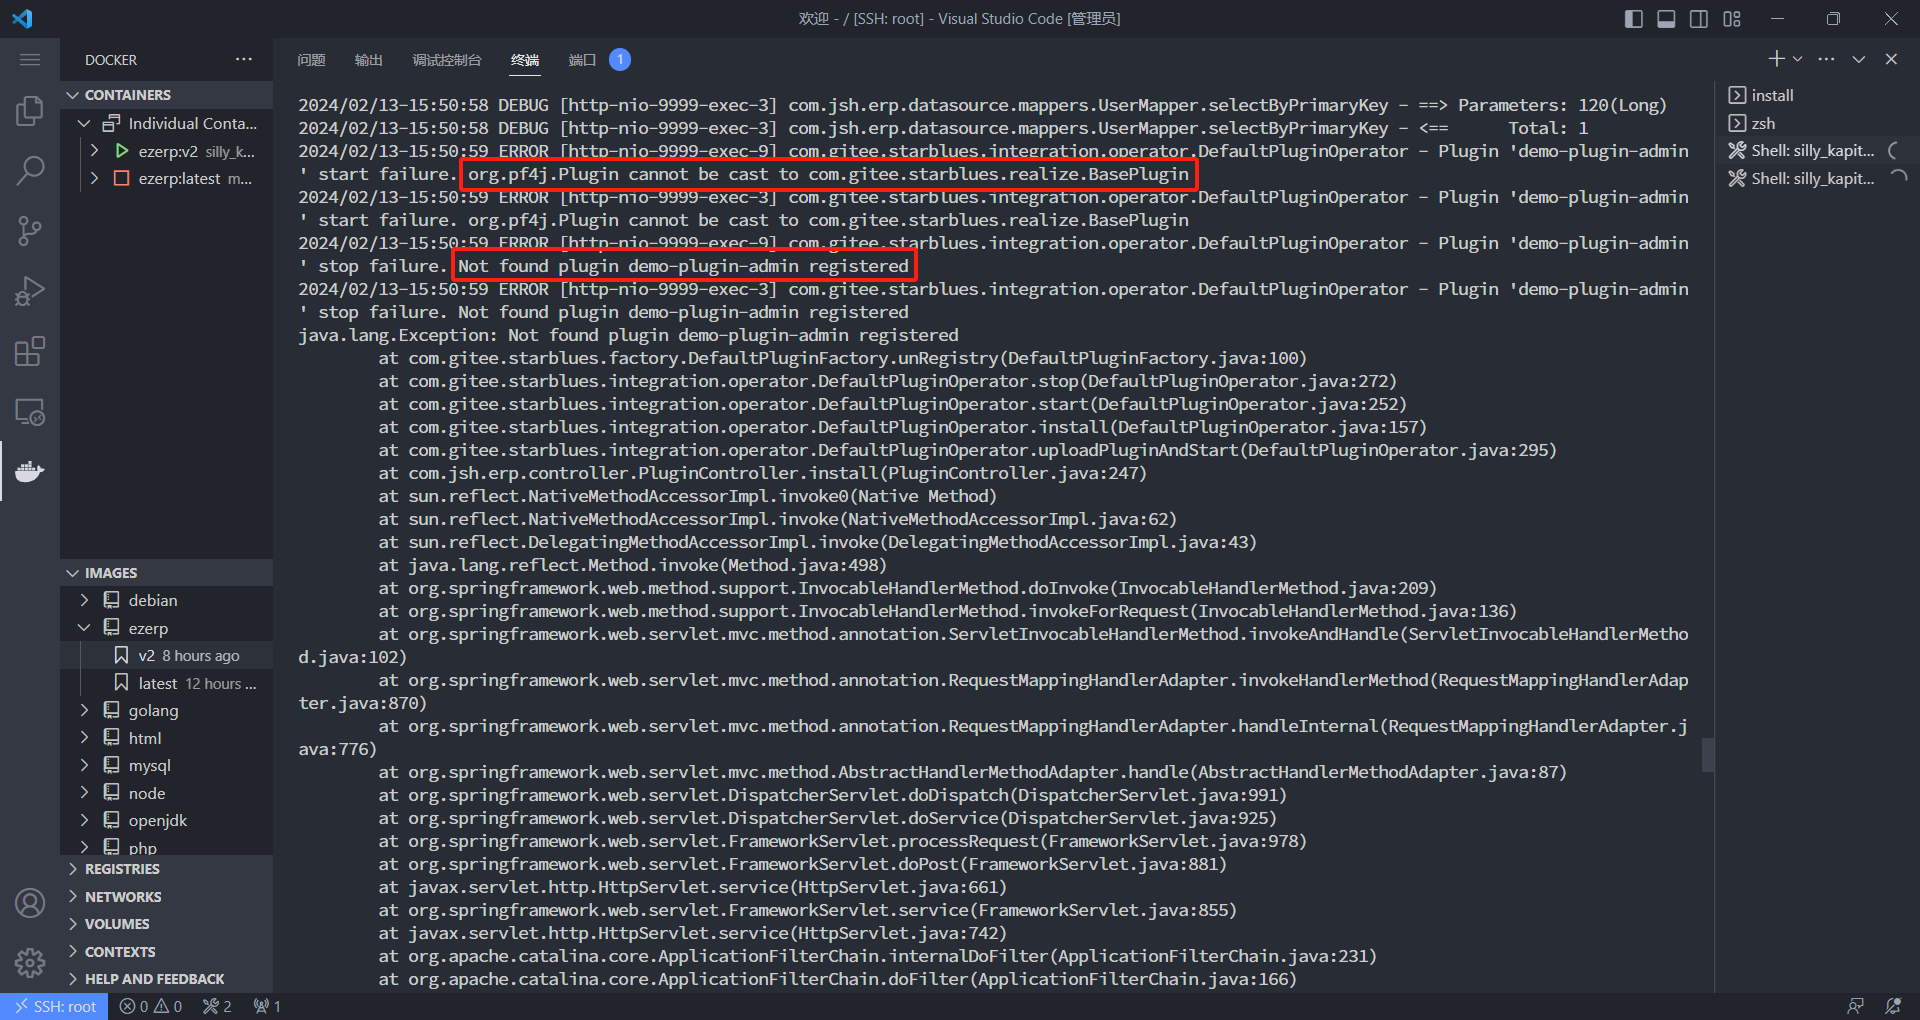 欢迎 - / [SSH: root] - Visual Studio Code [管理员]
DOCKER
CONTAINERS
Individual Conta...
ezerp:v2 silly_k...
ezerp:latest m...
IMAGES
debian
ezerp
v2 8 hours ago
latest 12 hours ...
golang
html
mysql
node
openjdk
php
REGISTRIES
NETWORKS
VOLUMES
CONTEXTS
HELP AND FEEDBACK
问题 输出 调试控制台 终端 端口 1
2024/02/13-15:50:58 DEBUG [http-nio-9999-exec-3] com.jsh.erp.datasource.mappers.UserMapper.selectByPrimaryKey - ==> Parameters: 120(Long)
2024/02/13-15:50:58 DEBUG [http-nio-9999-exec-3] com.jsh.erp.datasource.mappers.UserMapper.selectByPrimaryKey - <==      Total: 1
2024/02/13-15:50:59 ERROR [http-nio-9999-exec-9] com.gitee.starblues.integration.operator.DefaultPluginOperator - Plugin 'demo-plugin-admin
' start failure. org.pf4j.Plugin cannot be cast to com.gitee.starblues.realize.BasePlugin
2024/02/13-15:50:59 ERROR [http-nio-9999-exec-3] com.gitee.starblues.integration.operator.DefaultPluginOperator - Plugin 'demo-plugin-admin
' start failure. org.pf4j.Plugin cannot be cast to com.gitee.starblues.realize.BasePlugin
2024/02/13-15:50:59 ERROR [http-nio-9999-exec-9] com.gitee.starblues.integration.operator.DefaultPluginOperator - Plugin 'demo-plugin-admin
' stop failure. Not found plugin demo-plugin-admin registered
2024/02/13-15:50:59 ERROR [http-nio-9999-exec-3] com.gitee.starblues.integration.operator.DefaultPluginOperator - Plugin 'demo-plugin-admin
' stop failure. Not found plugin demo-plugin-admin registered
java.lang.Exception: Not found plugin demo-plugin-admin registered
at com.gitee.starblues.factory.DefaultPluginFactory.unRegistry(DefaultPluginFactory.java:100)
at com.gitee.starblues.integration.operator.DefaultPluginOperator.stop(DefaultPluginOperator.java:272)
at com.gitee.starblues.integration.operator.DefaultPluginOperator.start(DefaultPluginOperator.java:252)
at com.gitee.starblues.integration.operator.DefaultPluginOperator.install(DefaultPluginOperator.java:157)
at com.gitee.starblues.integration.operator.DefaultPluginOperator.uploadPluginAndStart(DefaultPluginOperator.java:295)
at com.jsh.erp.controller.PluginController.install(PluginController.java:247)
at sun.reflect.NativeMethodAccessorImpl.invoke0(Native Method)
at sun.reflect.NativeMethodAccessorImpl.invoke(NativeMethodAccessorImpl.java:62)
at sun.reflect.DelegatingMethodAccessorImpl.invoke(DelegatingMethodAccessorImpl.java:43)
at java.lang.reflect.Method.invoke(Method.java:498)
at org.springframework.web.method.support.InvocableHandlerMethod.doInvoke(InvocableHandlerMethod.java:209)
at org.springframework.web.method.support.InvocableHandlerMethod.invokeForRequest(InvocableHandlerMethod.java:136)
at org.springframework.web.servlet.mvc.method.annotation.ServletInvocableHandlerMethod.invokeAndHandle(ServletInvocableHandlerMetho
d.java:102)
at org.springframework.web.servlet.mvc.method.annotation.RequestMappingHandlerAdapter.invokeHandlerMethod(RequestMappingHandlerAdap
ter.java:870)
at org.springframework.web.servlet.mvc.method.annotation.RequestMappingHandlerAdapter.handleInternal(RequestMappingHandlerAdapter.j
ava:776)
at org.springframework.web.servlet.mvc.method.AbstractHandlerMethodAdapter.handle(AbstractHandlerMethodAdapter.java:87)
at org.springframework.web.servlet.DispatcherServlet.doDispatch(DispatcherServlet.java:991)
at org.springframework.web.servlet.DispatcherServlet.doService(DispatcherServlet.java:925)
at org.springframework.web.servlet.FrameworkServlet.processRequest(FrameworkServlet.java:978)
at org.springframework.web.servlet.FrameworkServlet.doPost(FrameworkServlet.java:881)
at javax.servlet.http.HttpServlet.service(HttpServlet.java:661)
at org.springframework.web.servlet.FrameworkServlet.service(FrameworkServlet.java:855)
at javax.servlet.http.HttpServlet.service(HttpServlet.java:742)
at org.apache.catalina.core.ApplicationFilterChain.internalDoFilter(ApplicationFilterChain.java:231)
at org.apache.catalina.core.ApplicationFilterChain.doFilter(ApplicationFilterChain.java:166)
install
zsh
Shell: silly_kapit...
Shell: silly_kapit...
SSH: root 0 0 2 1